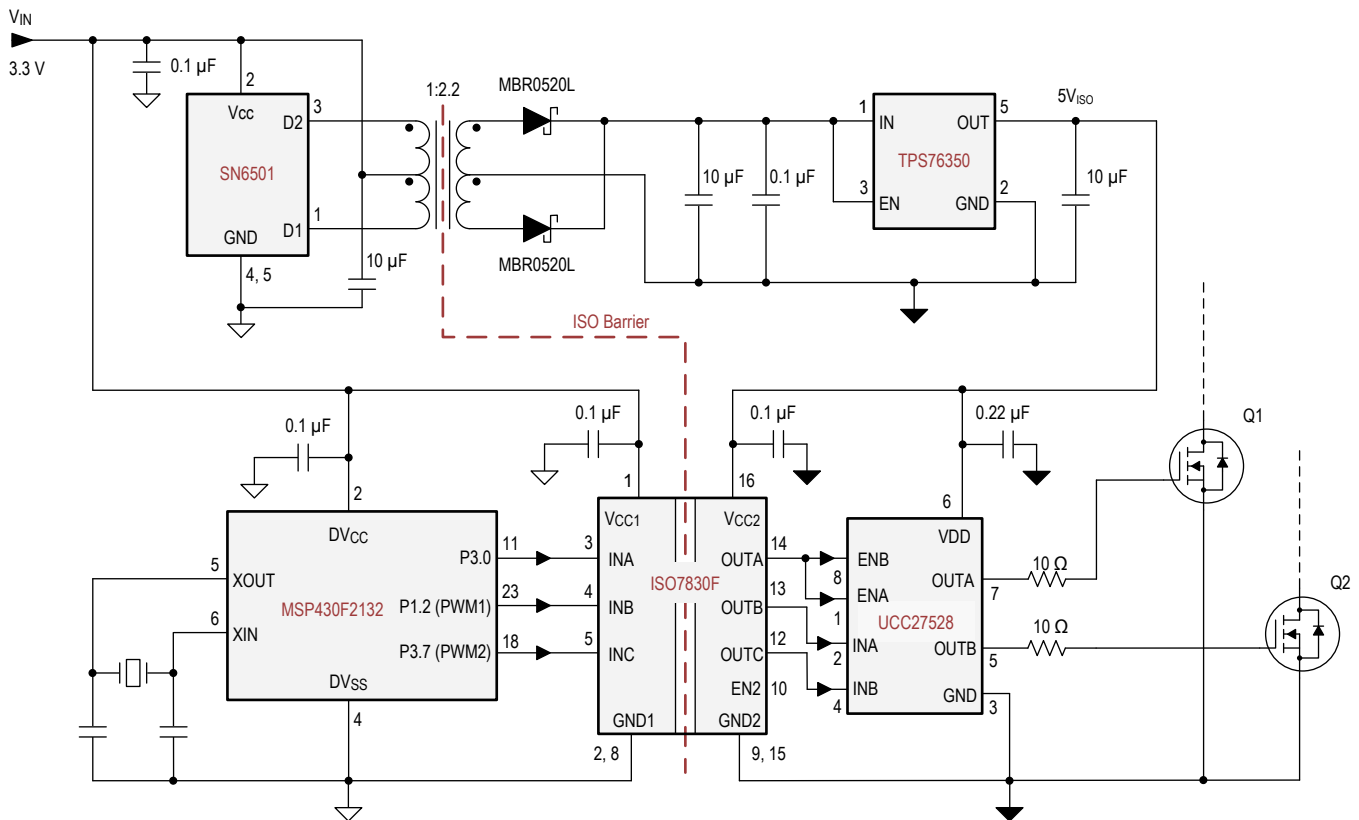 VIN
3.3 V
0.1 µF
2
Vcc
3
D2
SN6501
1
D1
GND
4, 5
10 µF
1:2.2
MBR0520L
MBR0520L
10 µF
0.1 µF
1
IN
OUT
5
TPS76350
3
EN
GND
2
5VISO
10 µF
ISO Barrier
0.1 µF
2
DVCC
5
XOUT
P3.0
11
MSP430F2132
P1.2 (PWM1)
23
6
XIN
P3.7 (PWM2)
18
DVSS
4
0.1 µF
1
VCC1
3
INA
4
INB
5
INC
GND1
2, 8
ISO7830F
0.1 µF
16
VCC2
OUTA
14
OUTB
13
OUTC
12
EN2
10
GND2
9, 15
0.22 µF
6
VDD
ENB
8
ENA
1
UCC27528
INA
2
INB
4
OUTA
7
OUTB
5
GND
3
10 Ω
10 Ω
Q1
Q2